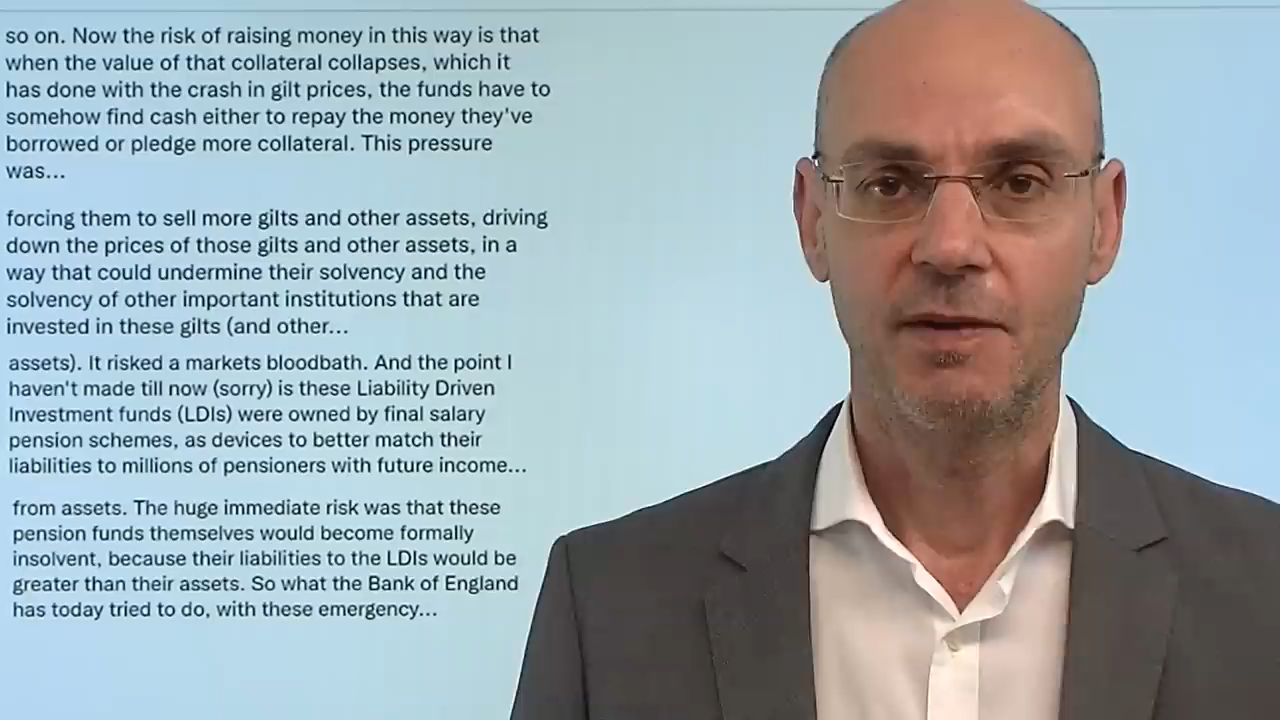 so on. Now the risk of raising money in this way is that
when the value of that collateral collapses, which it
has done with the crash in gilt prices, the funds have to
somehow find cash either to repay the money they've
borrowed or pledge more collateral. This pressure
was...
forcing them to sell more gilts and other assets, driving
down the prices of those gilts and other assets, in a
way that could undermine their solvency and the
solvency of other important institutions that are
invested in these gilts (and other...
assets). It risked a markets bloodbath. And the point I
haven't made till now (sorry) is these Liability Driven
Investment funds (LDIs) were owned by final salary
pension schemes, as devices to better match their
liabilities to millions of pensioners with future income...
from assets. The huge immediate risk was that these
pension funds themselves would become formally
insolvent, because their liabilities to the LDIs would be
greater than their assets. So what the Bank of England
has today tried to do, with these emergency...